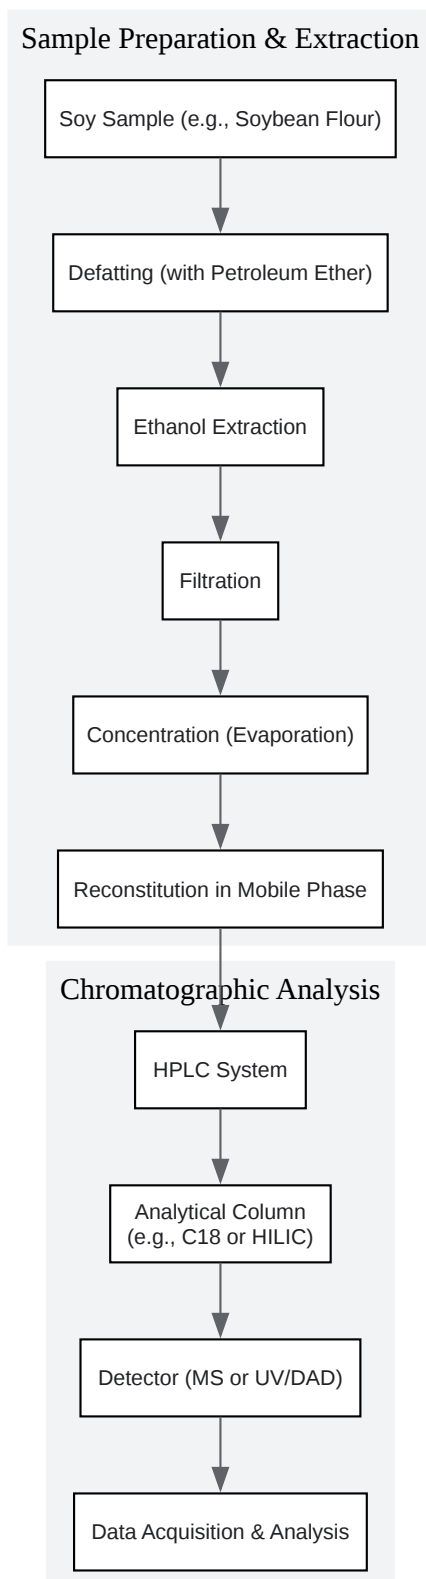 Sample Preparation & Extraction
Soy Sample (e.g., Soybean Flour)
Defatting (with Petroleum Ether)
Ethanol Extraction
Filtration
Concentration (Evaporation)
Reconstitution in Mobile Phase
Chromatographic Analysis
HPLC System
Analytical Column
(e.g., C18 or HILIC)
Detector (MS or UV/DAD)
Data Acquisition & Analysis